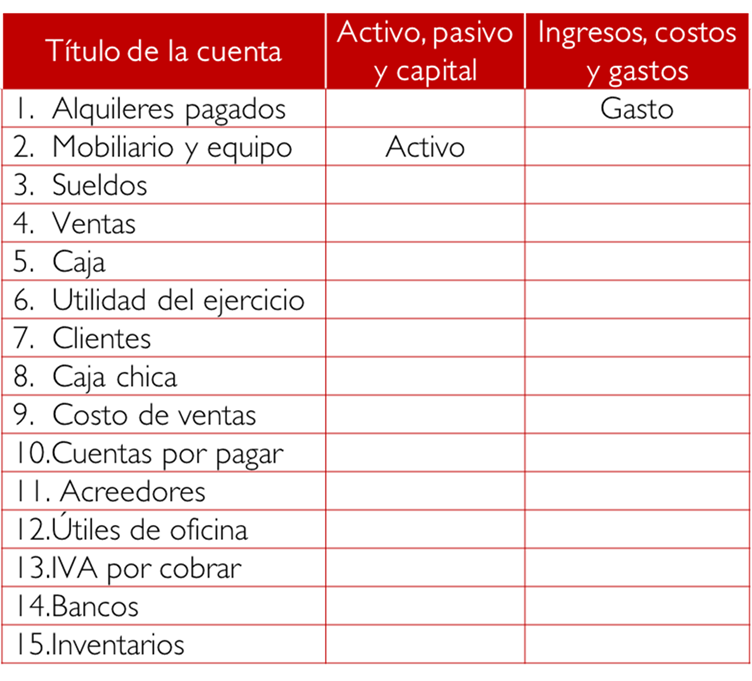 Título de la cuenta
Activo, pasivo y capital
Ingresos, costos y gastos
1. Alquileres pagados Gasto
2. Mobiliario y equipo Activo
3. Sueldos
4. Ventas
5. Caja
6. Utilidad del ejercicio
7. Clientes
8. Caja chica
9. Costo de ventas
10.Cuentas por pagar
11. Acreedores
12.Útiles de oficina
13.IVA por cobrar
14.Bancos
15.Inventarios